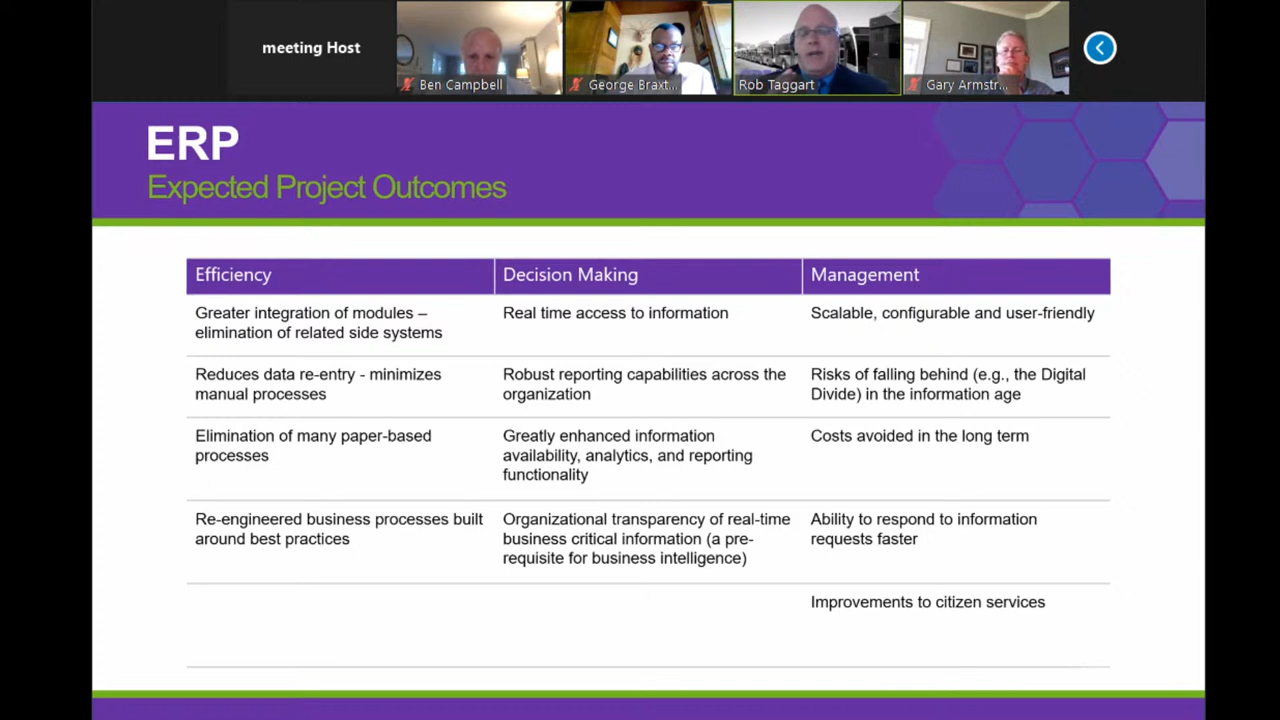 meeting Host
Ben Campbell
George Braxt...
Rob Taggart
Gary Armstr...
ERP
Expected Project Outcomes
Efficiency
Decision Making
Management
Greater integration of modules –
elimination of related side systems
Real time access to information
Scalable, configurable and user-friendly
Reduces data re-entry - minimizes
manual processes
Robust reporting capabilities across the
organization
Risks of falling behind (e.g., the Digital
Divide) in the information age
Elimination of many paper-based
processes
Greatly enhanced information
availability, analytics, and reporting
functionality
Costs avoided in the long term
Re-engineered business processes built
around best practices
Organizational transparency of real-time
business critical information (a pre-
requisite for business intelligence)
Ability to respond to information
requests faster
Improvements to citizen services